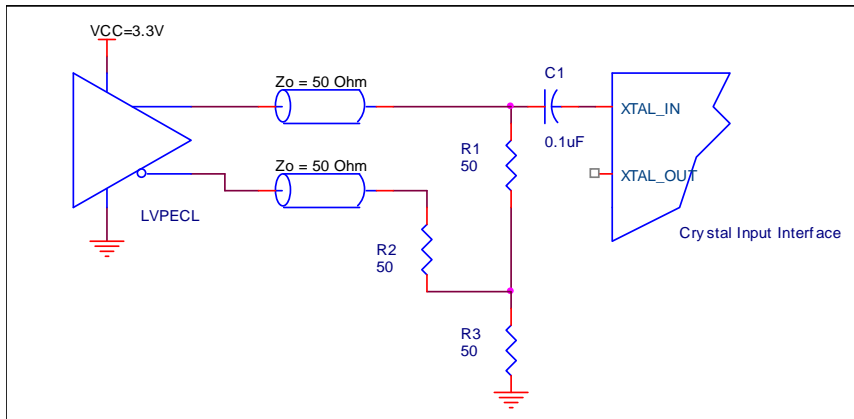 VCC=3.3V
Zo = 50 Ohm
C1
0.1uF
XTAL_IN
R1
50
Zo = 50 Ohm
XTAL_OUT
LVPECL
R2
50
Crystal Input Interface
R3
50